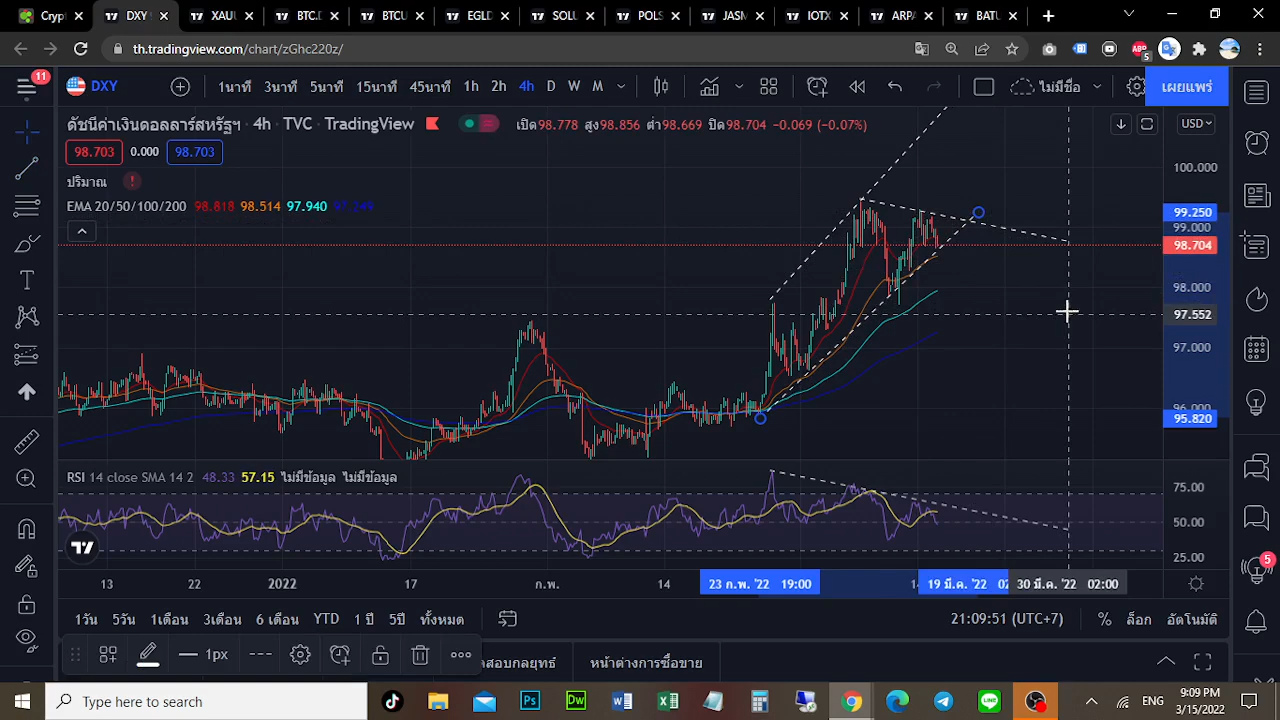 Cryp DXY XAU BTC.D BTCU EGLD SOLU POLS JASM IOTX ARPA BATU
th.tradingview.com/chart/zGhc220z/
11 DXY 1นาที 3นาที 5นาที 15นาที 45นาที 1h 2h 4h D W M ไม่มีชื่อ เผยแพร่
ดัชนีค่าเงินดอลลาร์สหรัฐฯ · 4h · TVC · TradingView เปิด98.778 สูง98.856 ต่ำ98.669 ปิด98.704 −0.069 (−0.07%) USD
98.703 0.000 98.703
ปริมาณ
EMA 20/50/100/200 98.818 98.514 97.940
100.000
99.250
99.000
98.704
98.000
97.552
97.000
96.000
95.820
RSI 14 close SMA 14 2 48.33 57.15 ไม่มีข้อมูล ไม่มีข้อมูล
75.00
50.00
25.00
13 22 2022 17 ก.พ. 14 23 ก.พ. '22 19:00 19 มี.ค. '22 30 มี.ค. '22 02:00
1วัน 5วัน 1เดือน 3เดือน 6 เดือน YTD 1 ปี 5ปี ทั้งหมด 21:09:51 (UTC+7) % ล็อก อัตโนมัติ
1px สอบกลยุทธ์ หน้าต่างการซื้อขาย
5
Type here to search ENG 9:09 PM
3/15/2022